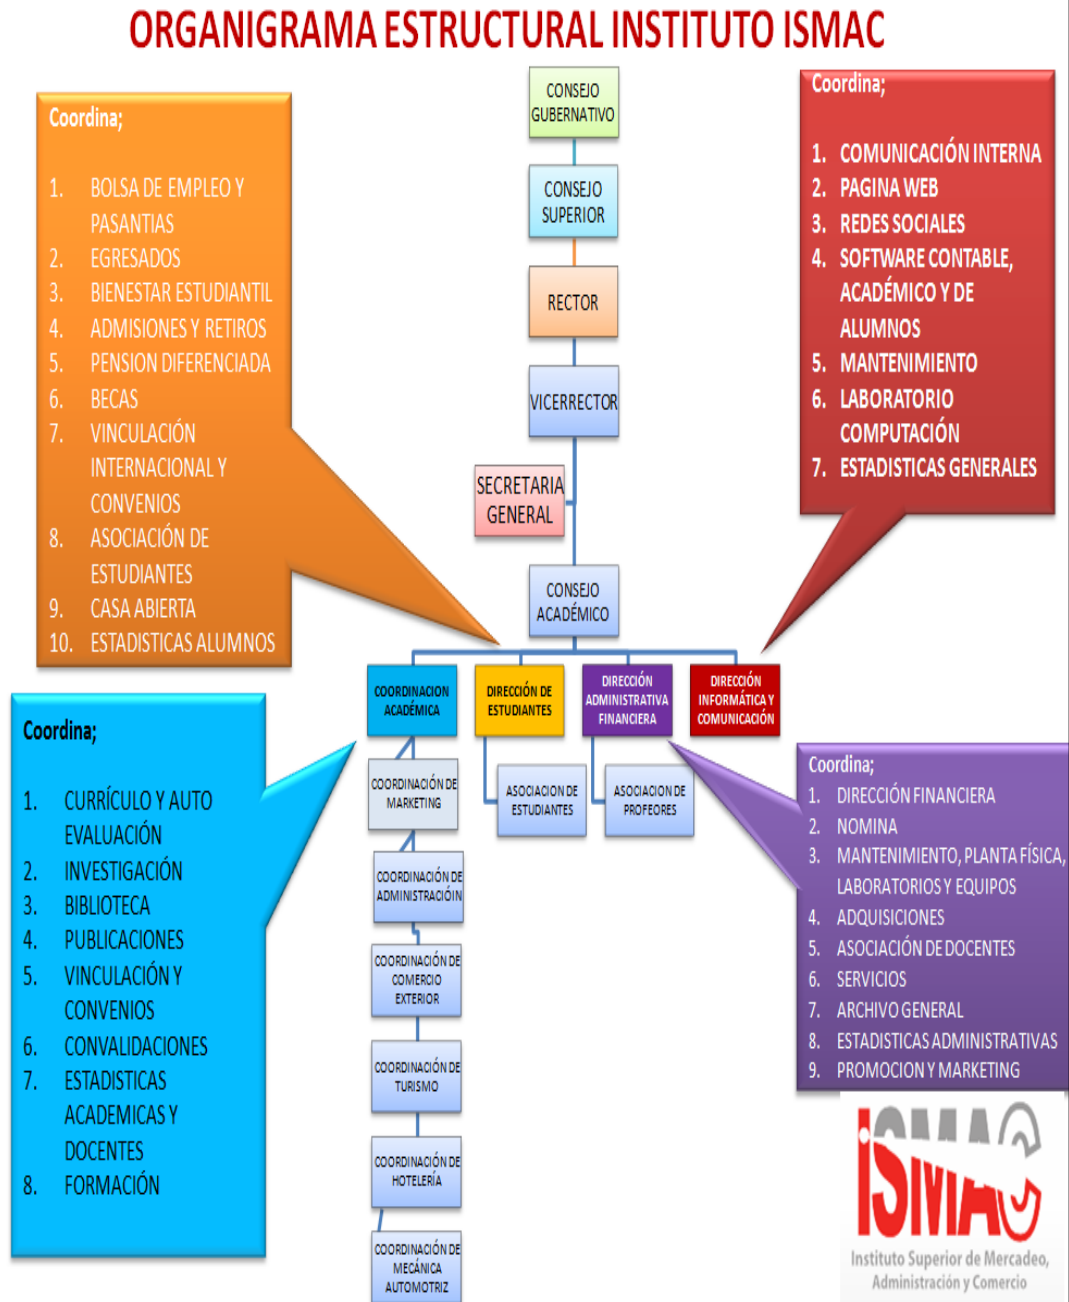 ORGANIGRAMA ESTRUCTURAL INSTITUTO ISMAC
CONSEJO
GUBERNATIVO
CONSEJO
SUPERIOR
RECTOR
VICERRECTOR
SECRETARIA
GENERAL
CONSEJO
ACADÉMICO
Coordina;
1. BOLSA DE EMPLEO Y
PASANTIAS
2. EGRESADOS
3. BIENESTAR ESTUDIANTIL
4. ADMISIONES Y RETIROS
5. PENSION DIFERENCIADA
6. BECAS
7. VINCULACIÓN
INTERNACIONAL Y
CONVENIOS
8. ASOCIACIÓN DE
ESTUDIANTES
9. CASA ABIERTA
10. ESTADISTICAS ALUMNOS
Coordina;
1. COMUNICACIÓN INTERNA
2. PAGINA WEB
3. REDES SOCIALES
4. SOFTWARE CONTABLE,
ACADÉMICO Y DE
ALUMNOS
5. MANTENIMIENTO
6. LABORATORIO
COMPUTACIÓN
7. ESTADISTICAS GENERALES
COORDINACION
ACADÉMICA
DIRECCIÓN DE
ESTUDIANTES
DIRECCIÓN
ADMINISTRATIVA
FINANCIERA
DIRECCIÓN
INFORMÁTICA Y
COMUNICACIÓN
COORDINACIÓN DE
MARKETING
COORDINACIÓN DE
ADMINISTRACIÍN
COORDINACIÓN DE
COMERCIO
EXTERIOR
COORDINACIÓN DE
TURISMO
COORDINACIÓN DE
HOTELERÍA
COORDINACIÓN DE
MECÁNICA
AUTOMOTRIZ
ASOCIACION DE
ESTUDIANTES
ASOCIACION DE
PROFEORES
Coordina;
1. CURRÍCULO Y AUTO
EVALUACIÓN
2. INVESTIGACIÓN
3. BIBLIOTECA
4. PUBLICACIONES
5. VINCULACIÓN Y
CONVENIOS
6. CONVALIDACIONES
7. ESTADISTICAS
ACADEMICAS Y
DOCENTES
8. FORMACIÓN
Coordina;
1. DIRECCIÓN FINANCIERA
2. NOMINA
3. MANTENIMIENTO, PLANTA FÍSICA,
LABORATORIOS Y EQUIPOS
4. ADQUISICIONES
5. ASOCIACIÓN DE DOCENTES
6. SERVICIOS
7. ARCHIVO GENERAL
8. ESTADISTICAS ADMINISTRATIVAS
9. PROMOCION Y MARKETING
iSMAC
Instituto Superior de Mercadeo,
Administración y Comercio